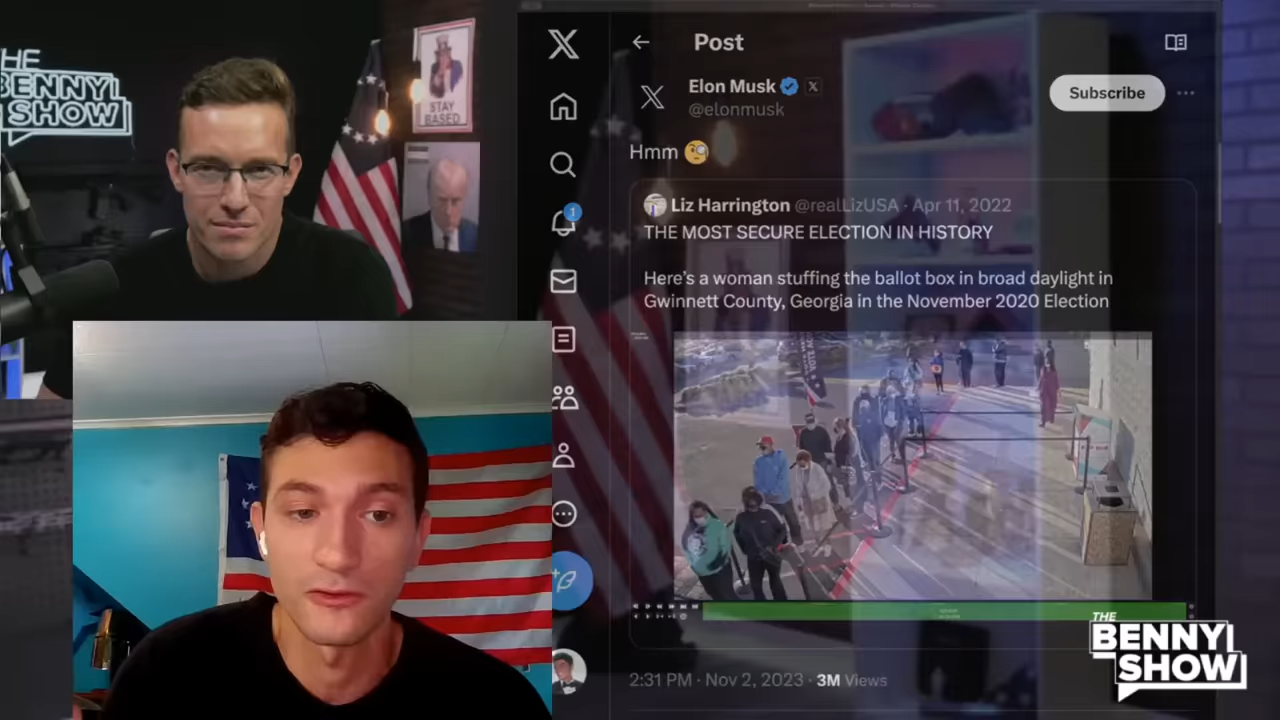 THE
BENNY
SHOW
STAY
BASED
Post
Elon Musk
@elonmusk
Subscribe
Hmm
1
Liz Harrington @realLizUSA · Apr 11, 2022
THE MOST SECURE ELECTION IN HISTORY
Here's a woman stuffing the ballot box in broad daylight in
Gwinnett County, Georgia in the November 2020 Election
2:31 PM · Nov 2, 2023 · 3M Views
THE
BENNY
SHOW